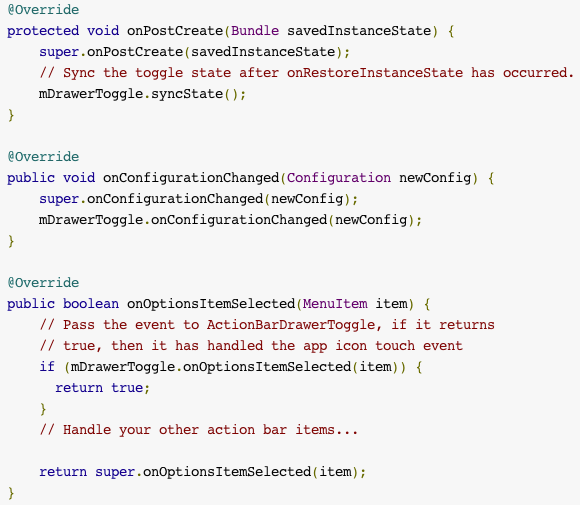 @Override
protected void onPostCreate(Bundle savedInstanceState) {
    super.onPostCreate(savedInstanceState);
    // Sync the toggle state after onRestoreInstanceState has occurred.
    mDrawerToggle.syncState();
}

@Override
public void onConfigurationChanged(Configuration newConfig) {
    super.onConfigurationChanged(newConfig);
    mDrawerToggle.onConfigurationChanged(newConfig);
}

@Override
public boolean onOptionsItemSelected(MenuItem item) {
    // Pass the event to ActionBarDrawerToggle, if it returns
    // true, then it has handled the app icon touch event
    if (mDrawerToggle.onOptionsItemSelected(item)) {
      return true;
    }
    // Handle your other action bar items...

    return super.onOptionsItemSelected(item);
}